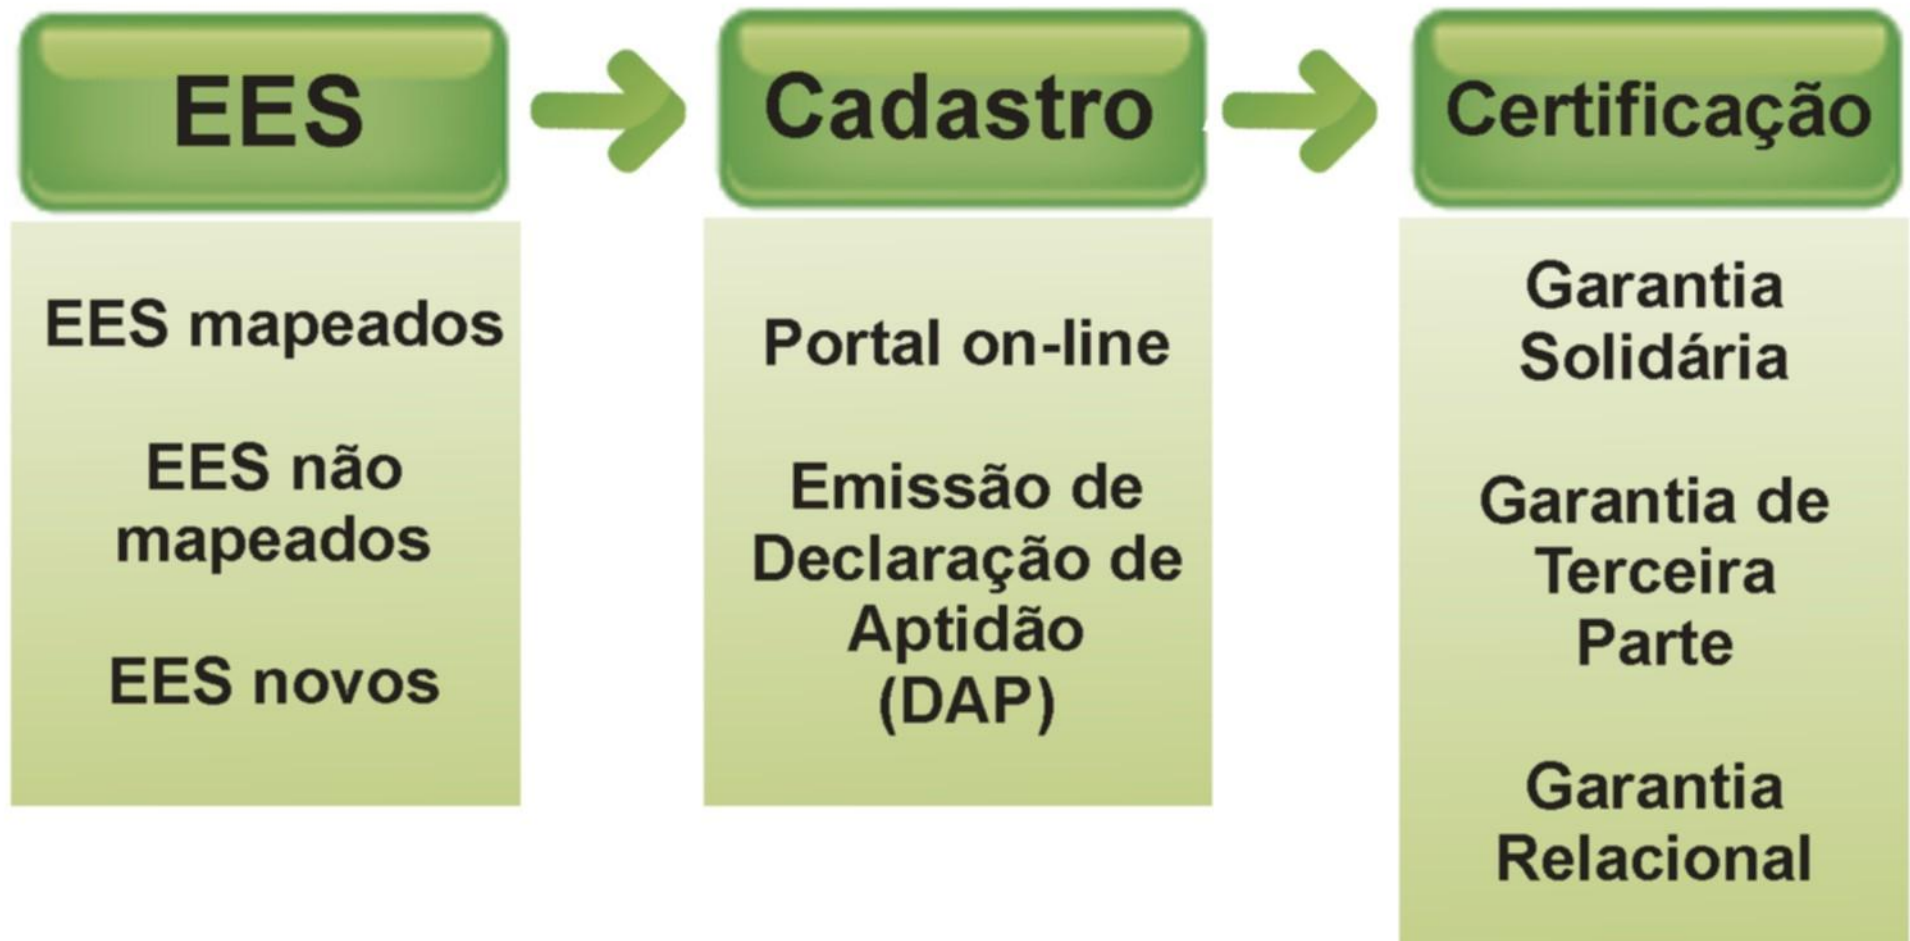 EES
EES mapeados
EES não
mapeados
EES novos
Cadastro
Portal on-line
Emissão de
Declaração de
Aptidão
(DAP)
Certificação
Garantia
Solidária
Garantia de
Terceira
Parte
Garantia
Relacional